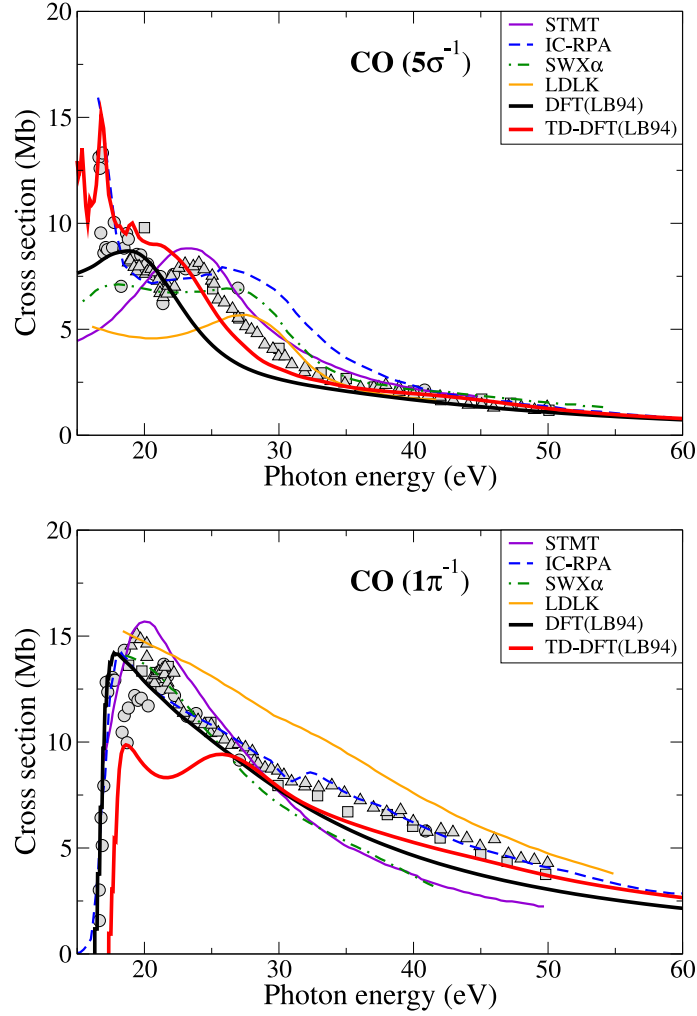 20
15
10
5
0
Cross section (Mb)
CO (5σ⁻¹)
STMT
IC-RPA
SWXα
LDLK
DFT(LB94)
TD-DFT(LB94)
20 30 40 50 60
Photon energy (eV)
20
15
10
5
0
Cross section (Mb)
CO (1π⁻¹)
STMT
IC-RPA
SWXα
LDLK
DFT(LB94)
TD-DFT(LB94)
20 30 40 50 60
Photon energy (eV)